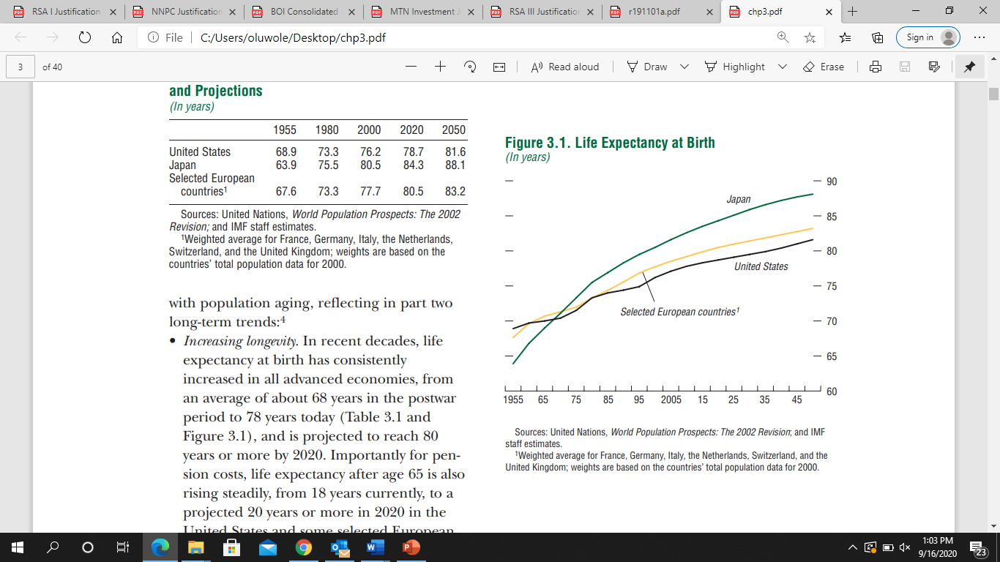 RSA I Justification
NNPC Justification
BOI Consolidated
MTN Investment J
RSA III Justification
r191101a.pdf
chp3.pdf
File
C:/Users/oluwole/Desktop/chp3.pdf
Sign in
3
of 40
Read aloud
Draw
Highlight
Erase
and Projections
(In years)
1955 1980 2000 2020 2050
United States 68.9 73.3 76.2 78.7 81.6
Japan 63.9 75.5 80.5 84.3 88.1
Selected European
countries¹ 67.6 73.3 77.7 80.5 83.2
Sources: United Nations, World Population Prospects: The 2002
Revision; and IMF staff estimates.
¹Weighted average for France, Germany, Italy, the Netherlands,
Switzerland, and the United Kingdom; weights are based on the
countries' total population data for 2000.
with population aging, reflecting in part two
long-term trends:⁴
• Increasing longevity. In recent decades, life
expectancy at birth has consistently
increased in all advanced economies, from
an average of about 68 years in the postwar
period to 78 years today (Table 3.1 and
Figure 3.1), and is projected to reach 80
years or more by 2020. Importantly for pen-
sion costs, life expectancy after age 65 is also
rising steadily, from 18 years currently, to a
projected 20 years or more in 2020 in the
United States and some selected European
Figure 3.1. Life Expectancy at Birth
(In years)
90
Japan
85
80
United States
75
Selected European countries¹
70
65
60
1955 65 75 85 95 2005 15 25 35 45
Sources: United Nations, World Population Prospects: The 2002 Revision; and IMF
staff estimates.
¹Weighted average for France, Germany, Italy, the Netherlands, Switzerland, and the
United Kingdom; weights are based on the countries' total population data for 2000.
1:03 PM
9/16/2020
23